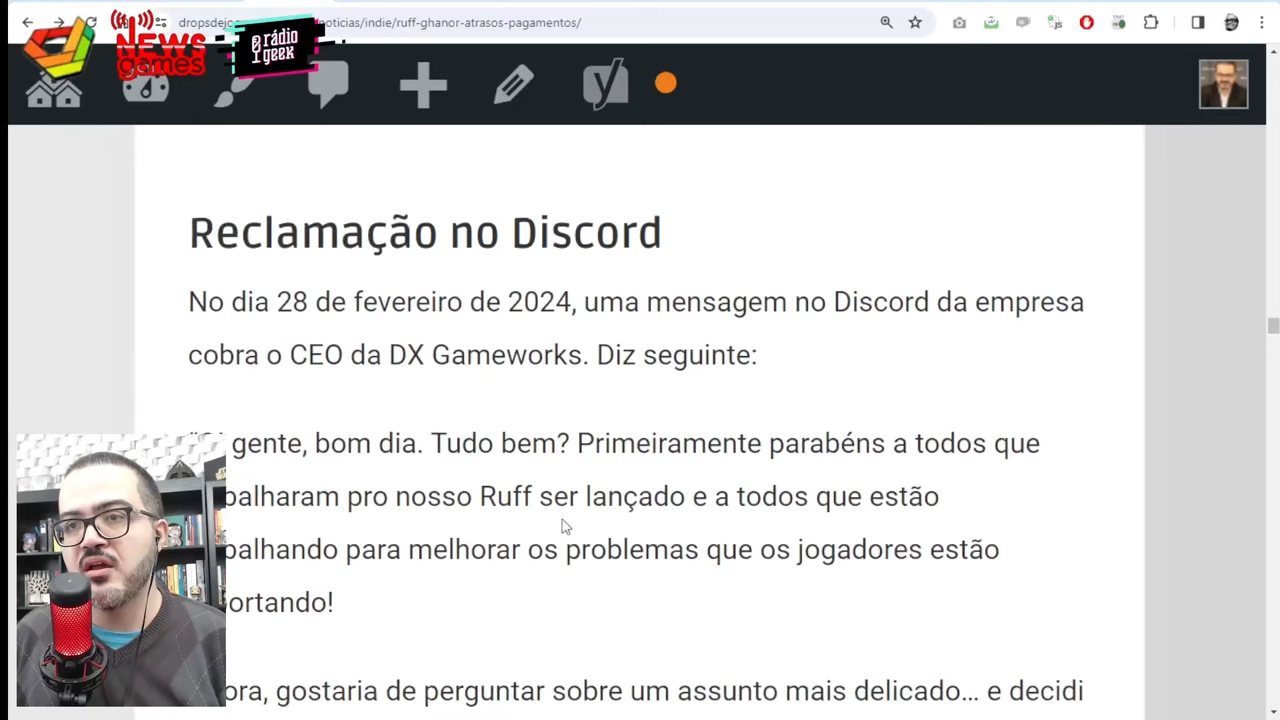 dropsdejo
noticias/indie/ruff-ghanor-atrasos-pagamentos/
NEWS
games
rádio
geek
Reclamação no Discord
No dia 28 de fevereiro de 2024, uma mensagem no Discord da empresa
cobra o CEO da DX Gameworks. Diz seguinte:
gente, bom dia. Tudo bem? Primeiramente parabéns a todos que
balharam pro nosso Ruff ser lançado e a todos que estão
balhando para melhorar os problemas que os jogadores estão
ortando!
ora, gostaria de perguntar sobre um assunto mais delicado... e decidi